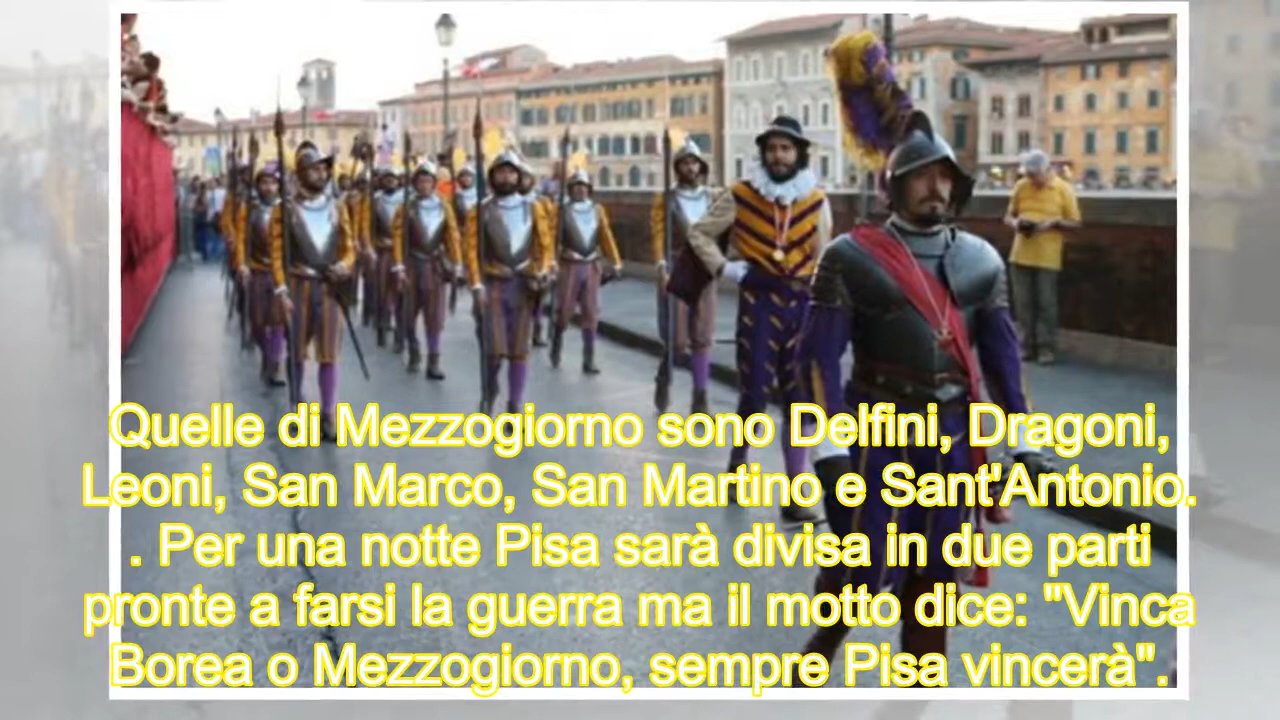 Quelle di Mezzogiorno sono Delfini, Dragoni,
Leoni, San Marco, San Martino e Sant'Antonio.
. Per una notte Pisa sarà divisa in due parti
pronte a farsi la guerra ma il motto dice: "Vinca
Borea o Mezzogiorno, sempre Pisa vincerà".